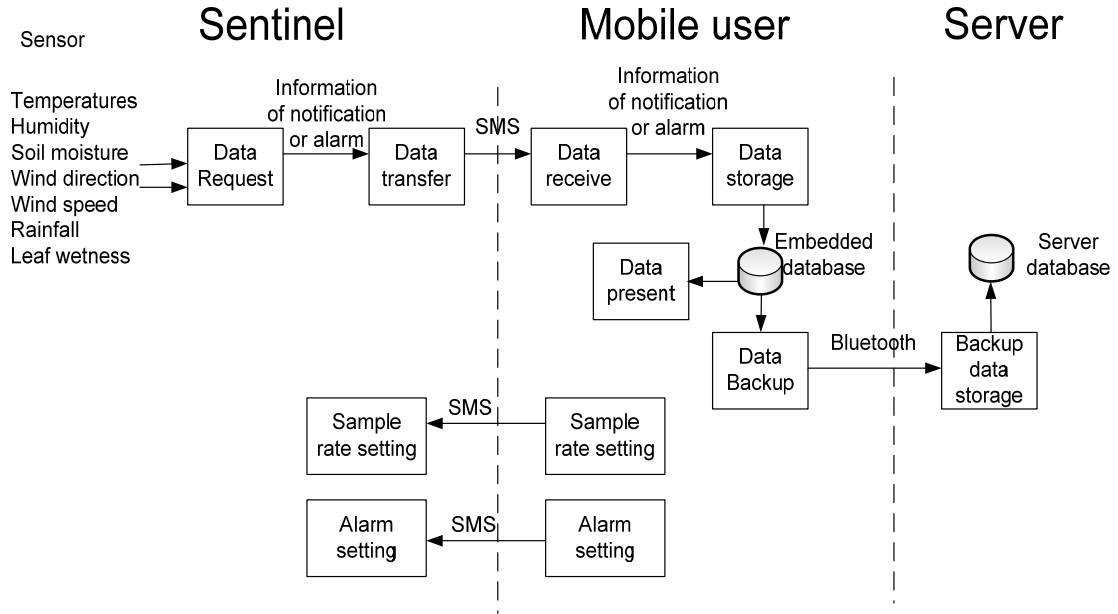 Sensor
Sentinel
Mobile user
Server
Temperatures
Humidity
Soil moisture
Wind direction
Wind speed
Rainfall
Leaf wetness
Data
Request
Information
of notification
or alarm
Data
transfer
SMS
Data
receive
Information
of notification
or alarm
Data
storage
Embedded
database
Data
present
Data
Backup
Bluetooth
Backup
data
storage
Server
database
Sample
rate setting
SMS
Sample
rate setting
Alarm
setting
SMS
Alarm
setting